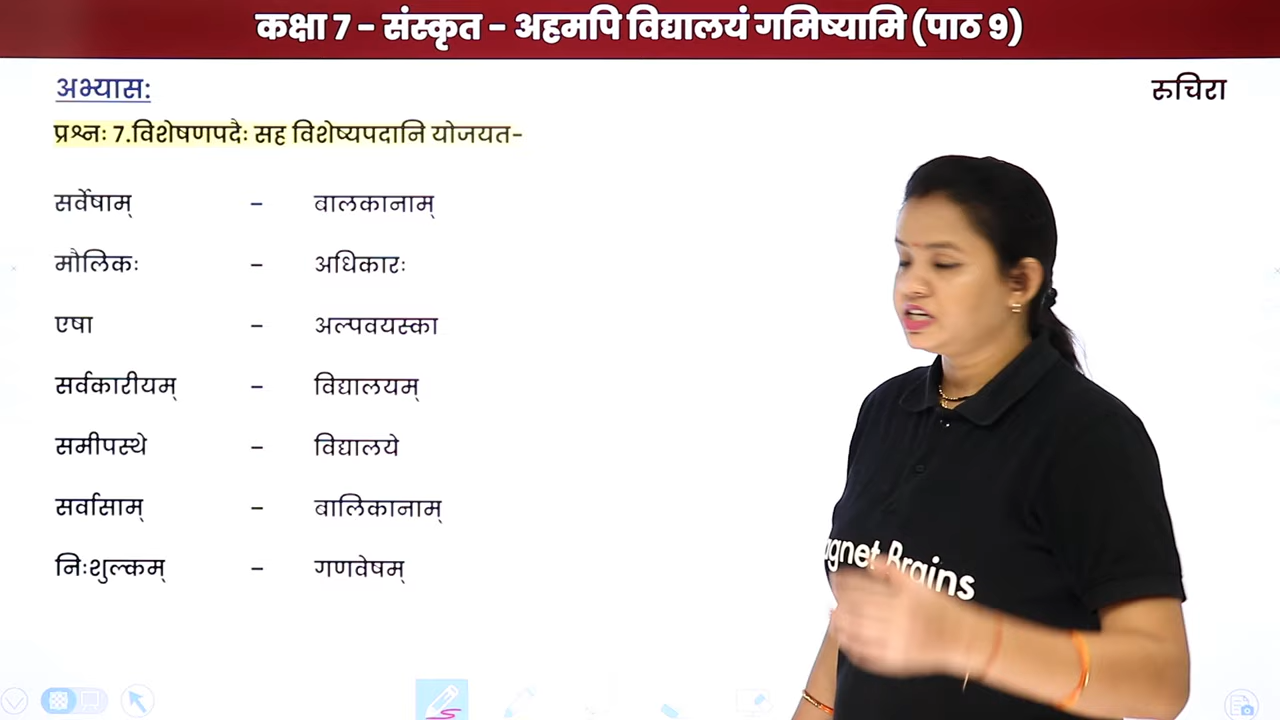 कक्षा 7 - संस्कृत - अहमपि विद्यालयं गमिष्यामि (पाठ 9)
अभ्यासः
रुचिरा
प्रश्नः 7.विशेषणपदैः सह विशेष्यपदानि योजयत-
सर्वेषाम् - बालकानाम्
मौलिकः - अधिकारः
एषा - अल्पवयस्का
सर्वकारीयम् - विद्यालयम्
समीपस्थे - विद्यालये
सर्वासाम् - बालिकानाम्
निःशुल्कम् - गणवेषम्
agnet Brains